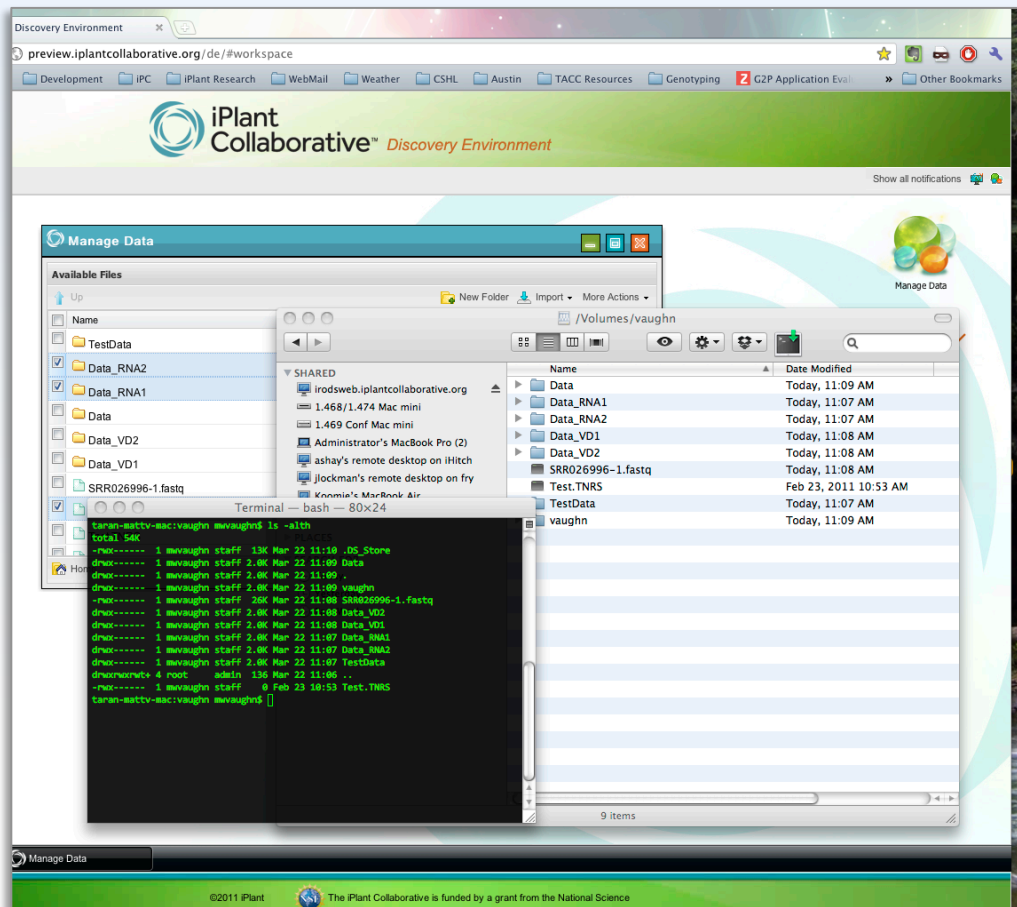 Discovery Environment
preview.iplantcollaborative.org/de/#workspace
Development iPC iPlant Research WebMail Weather CSHL Austin TACC Resources Genotyping G2P Application Eval » Other Bookmarks
iPlant
Collaborative™ Discovery Environment
Show all notifications
Manage Data
Manage Data
Available Files
Up New Folder Import More Actions
Name
TestData
Data_RNA2
Data_RNA1
Data
Data_VD2
Data_VD1
SRR026996-1.fastq
/Volumes/vaughn
SHARED
irodsweb.iplantcollaborative.org
1.468/1.474 Mac mini
1.469 Conf Mac mini
Administrator's MacBook Pro (2)
ashay's remote desktop on iHitch
jlockman's remote desktop on fry
Koomie's MacBook Air
PLACES
Name Date Modified
Data Today, 11:09 AM
Data_RNA1 Today, 11:07 AM
Data_RNA2 Today, 11:07 AM
Data_VD1 Today, 11:08 AM
Data_VD2 Today, 11:08 AM
SRR026996-1.fastq Today, 11:08 AM
Test.TNRS Feb 23, 2011 10:53 AM
TestData Today, 11:07 AM
vaughn Today, 11:09 AM
9 items
Terminal — bash — 80×24
taran-mattv-mac:vaughn mwvaughn$ ls -alth
total 54K
-rwx------ 1 mwvaughn staff 13K Mar 22 11:10 .DS_Store
drwx------ 1 mwvaughn staff 2.0K Mar 22 11:09 Data
drwx------ 1 mwvaughn staff 2.0K Mar 22 11:09 .
drwx------ 1 mwvaughn staff 2.0K Mar 22 11:09 vaughn
-rwx------ 1 mwvaughn staff 26K Mar 22 11:08 SRR026996-1.fastq
drwx------ 1 mwvaughn staff 2.0K Mar 22 11:08 Data_VD2
drwx------ 1 mwvaughn staff 2.0K Mar 22 11:08 Data_VD1
drwx------ 1 mwvaughn staff 2.0K Mar 22 11:07 Data_RNA1
drwx------ 1 mwvaughn staff 2.0K Mar 22 11:07 Data_RNA2
drwx------ 1 mwvaughn staff 2.0K Mar 22 11:07 TestData
drwxrwxrwt+ 4 root admin 136 Mar 22 11:06 ..
-rwx------ 1 mwvaughn staff 0 Feb 23 10:53 Test.TNRS
taran-mattv-mac:vaughn mwvaughn$
Manage Data
©2011 iPlant The iPlant Collaborative is funded by a grant from the National Science